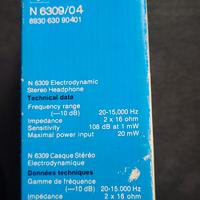 N 6309/04
8930 630 90401
N 6309 Electrodynamic
Stereo Headphone
Technical data
Frequency range
(—10 dB) 20-15,000 Hz
Impedance 2 x 16 ohm
Sensitivity 108 dB at 1 mW
Maximal power input 20 mW
N 6309 Casque Stéréo
Electrodynamique
Données techniques
Gamme de fréquence
(—10 dB) 20-15,000 Hz
Impédance 2 x 16 ohm